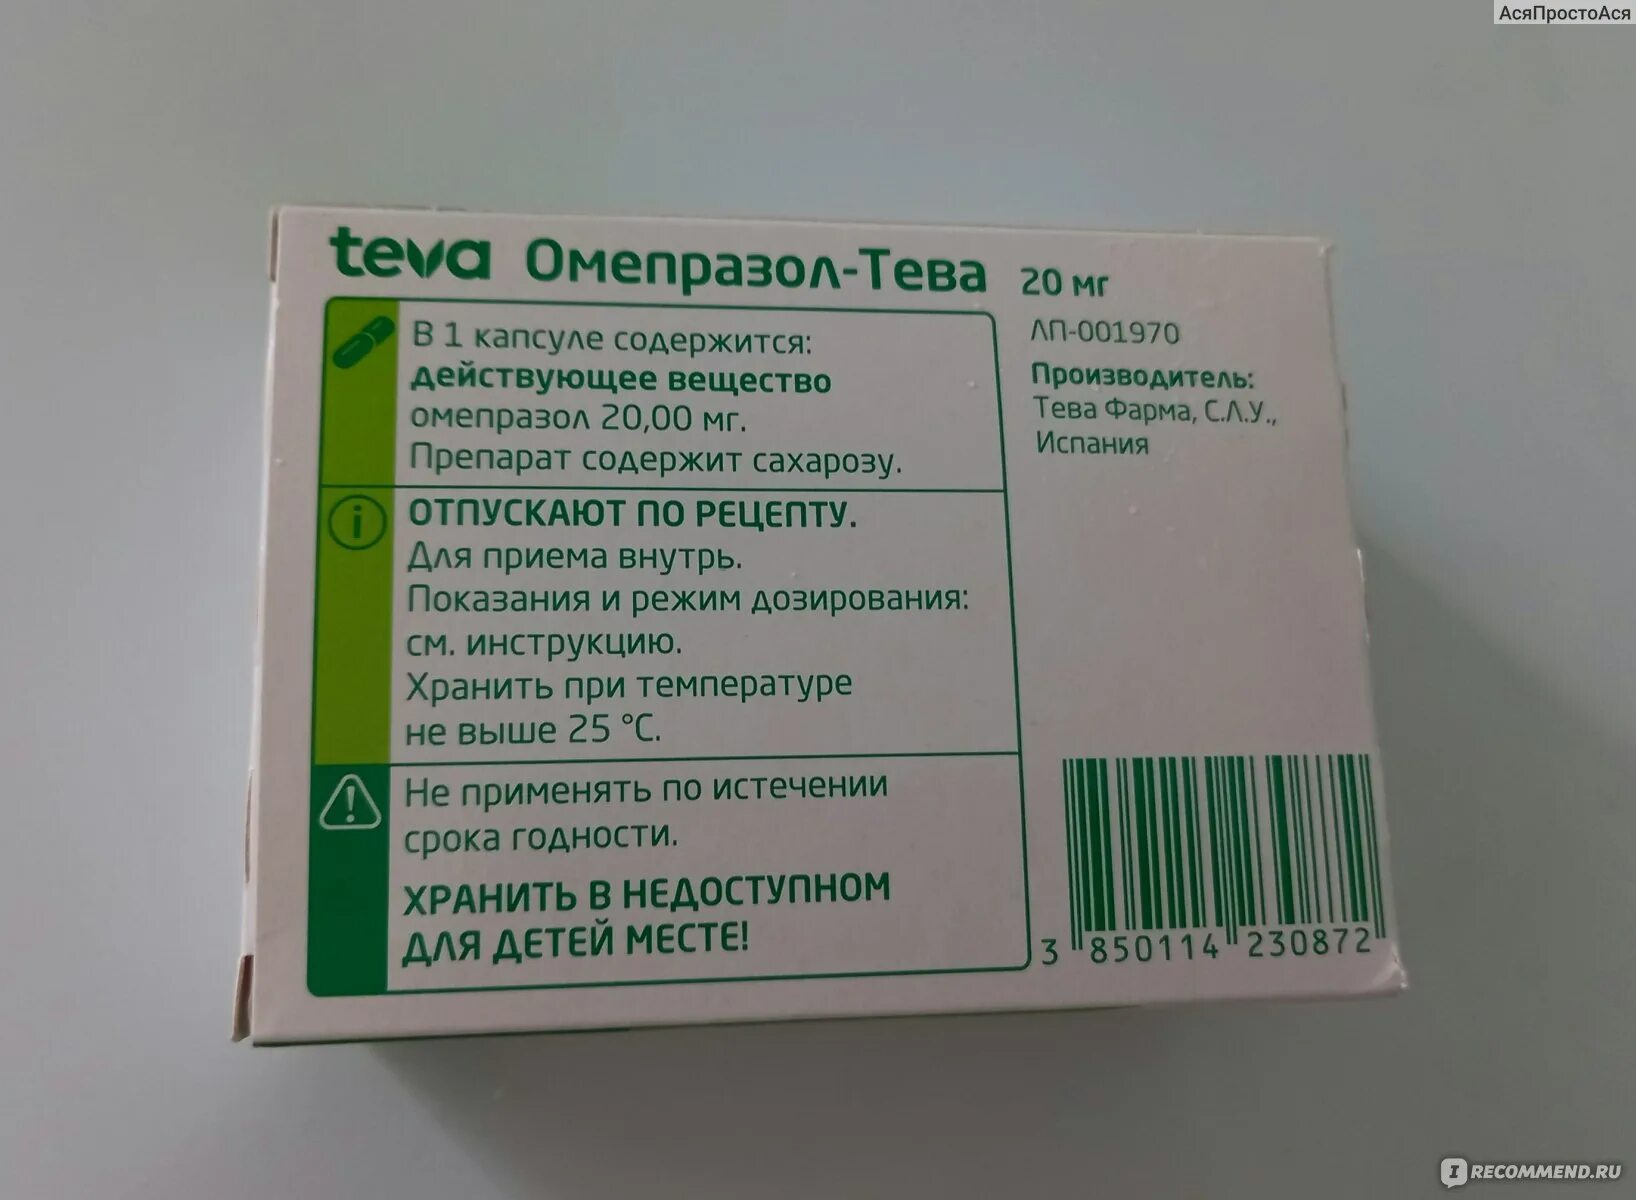 АсяПростоАся
teva Омепразол-Тева 20 мг
В 1 капсуле содержится:
действующее вещество
омепразол 20,00 мг.
Препарат содержит сахарозу.
ОТПУСКАЮТ ПО РЕЦЕПТУ.
Для приема внутрь.
Показания и режим дозирования:
см. инструкцию.
Хранить при температуре
не выше 25 °C.
Не применять по истечении
срока годности.
ХРАНИТЬ В НЕДОСТУПНОМ
ДЛЯ ДЕТЕЙ МЕСТЕ!
ЛП-001970
Производитель:
Тева Фарма, С.Л.У.,
Испания
3 850114 230872
IRECOMMEND.RU